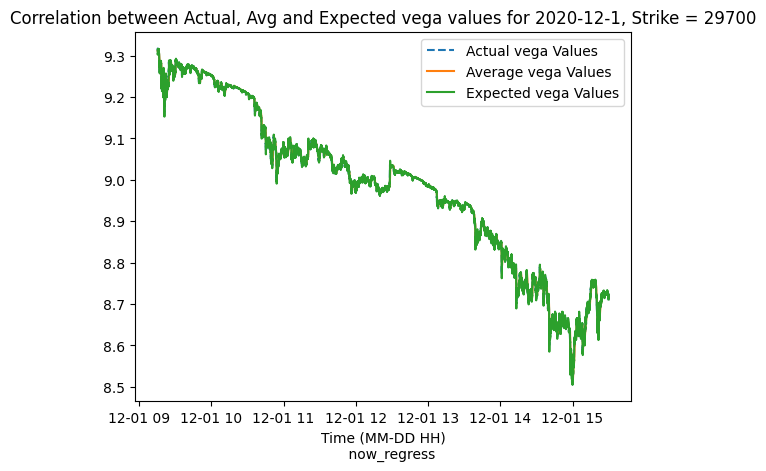 Correlation between Actual, Avg and Expected vega values for 2020-12-1, Strike = 29700
Actual vega Values
Average vega Values
Expected vega Values
9.3
9.2
9.1
9.0
8.9
8.8
8.7
8.6
8.5
12-01 09 12-01 10 12-01 11 12-01 12 12-01 13 12-01 14 12-01 15
Time (MM-DD HH)
now_regress